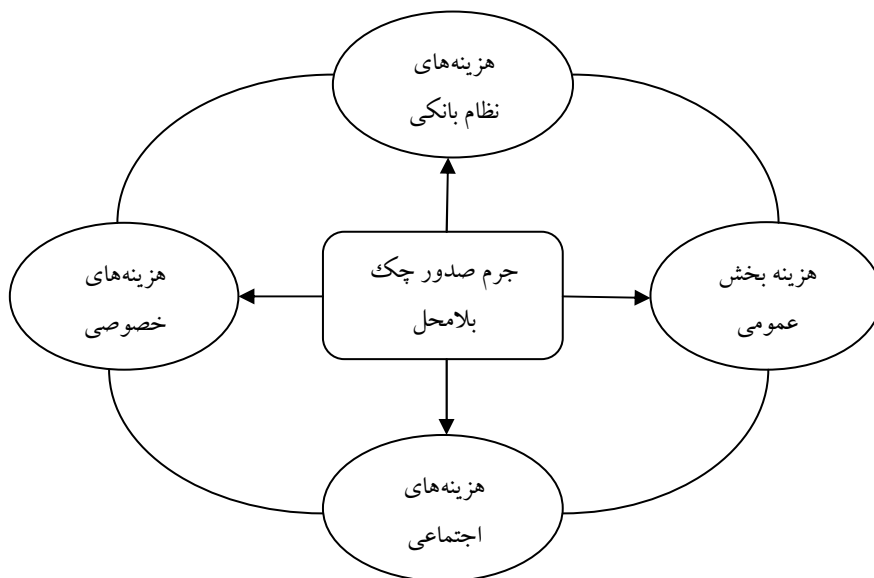 هزینه‌های
نظام بانکی
هزینه بخش
عمومی
جرم صدور چک
بلامحل
هزینه‌های
خصوصی
هزینه‌های
اجتماعی